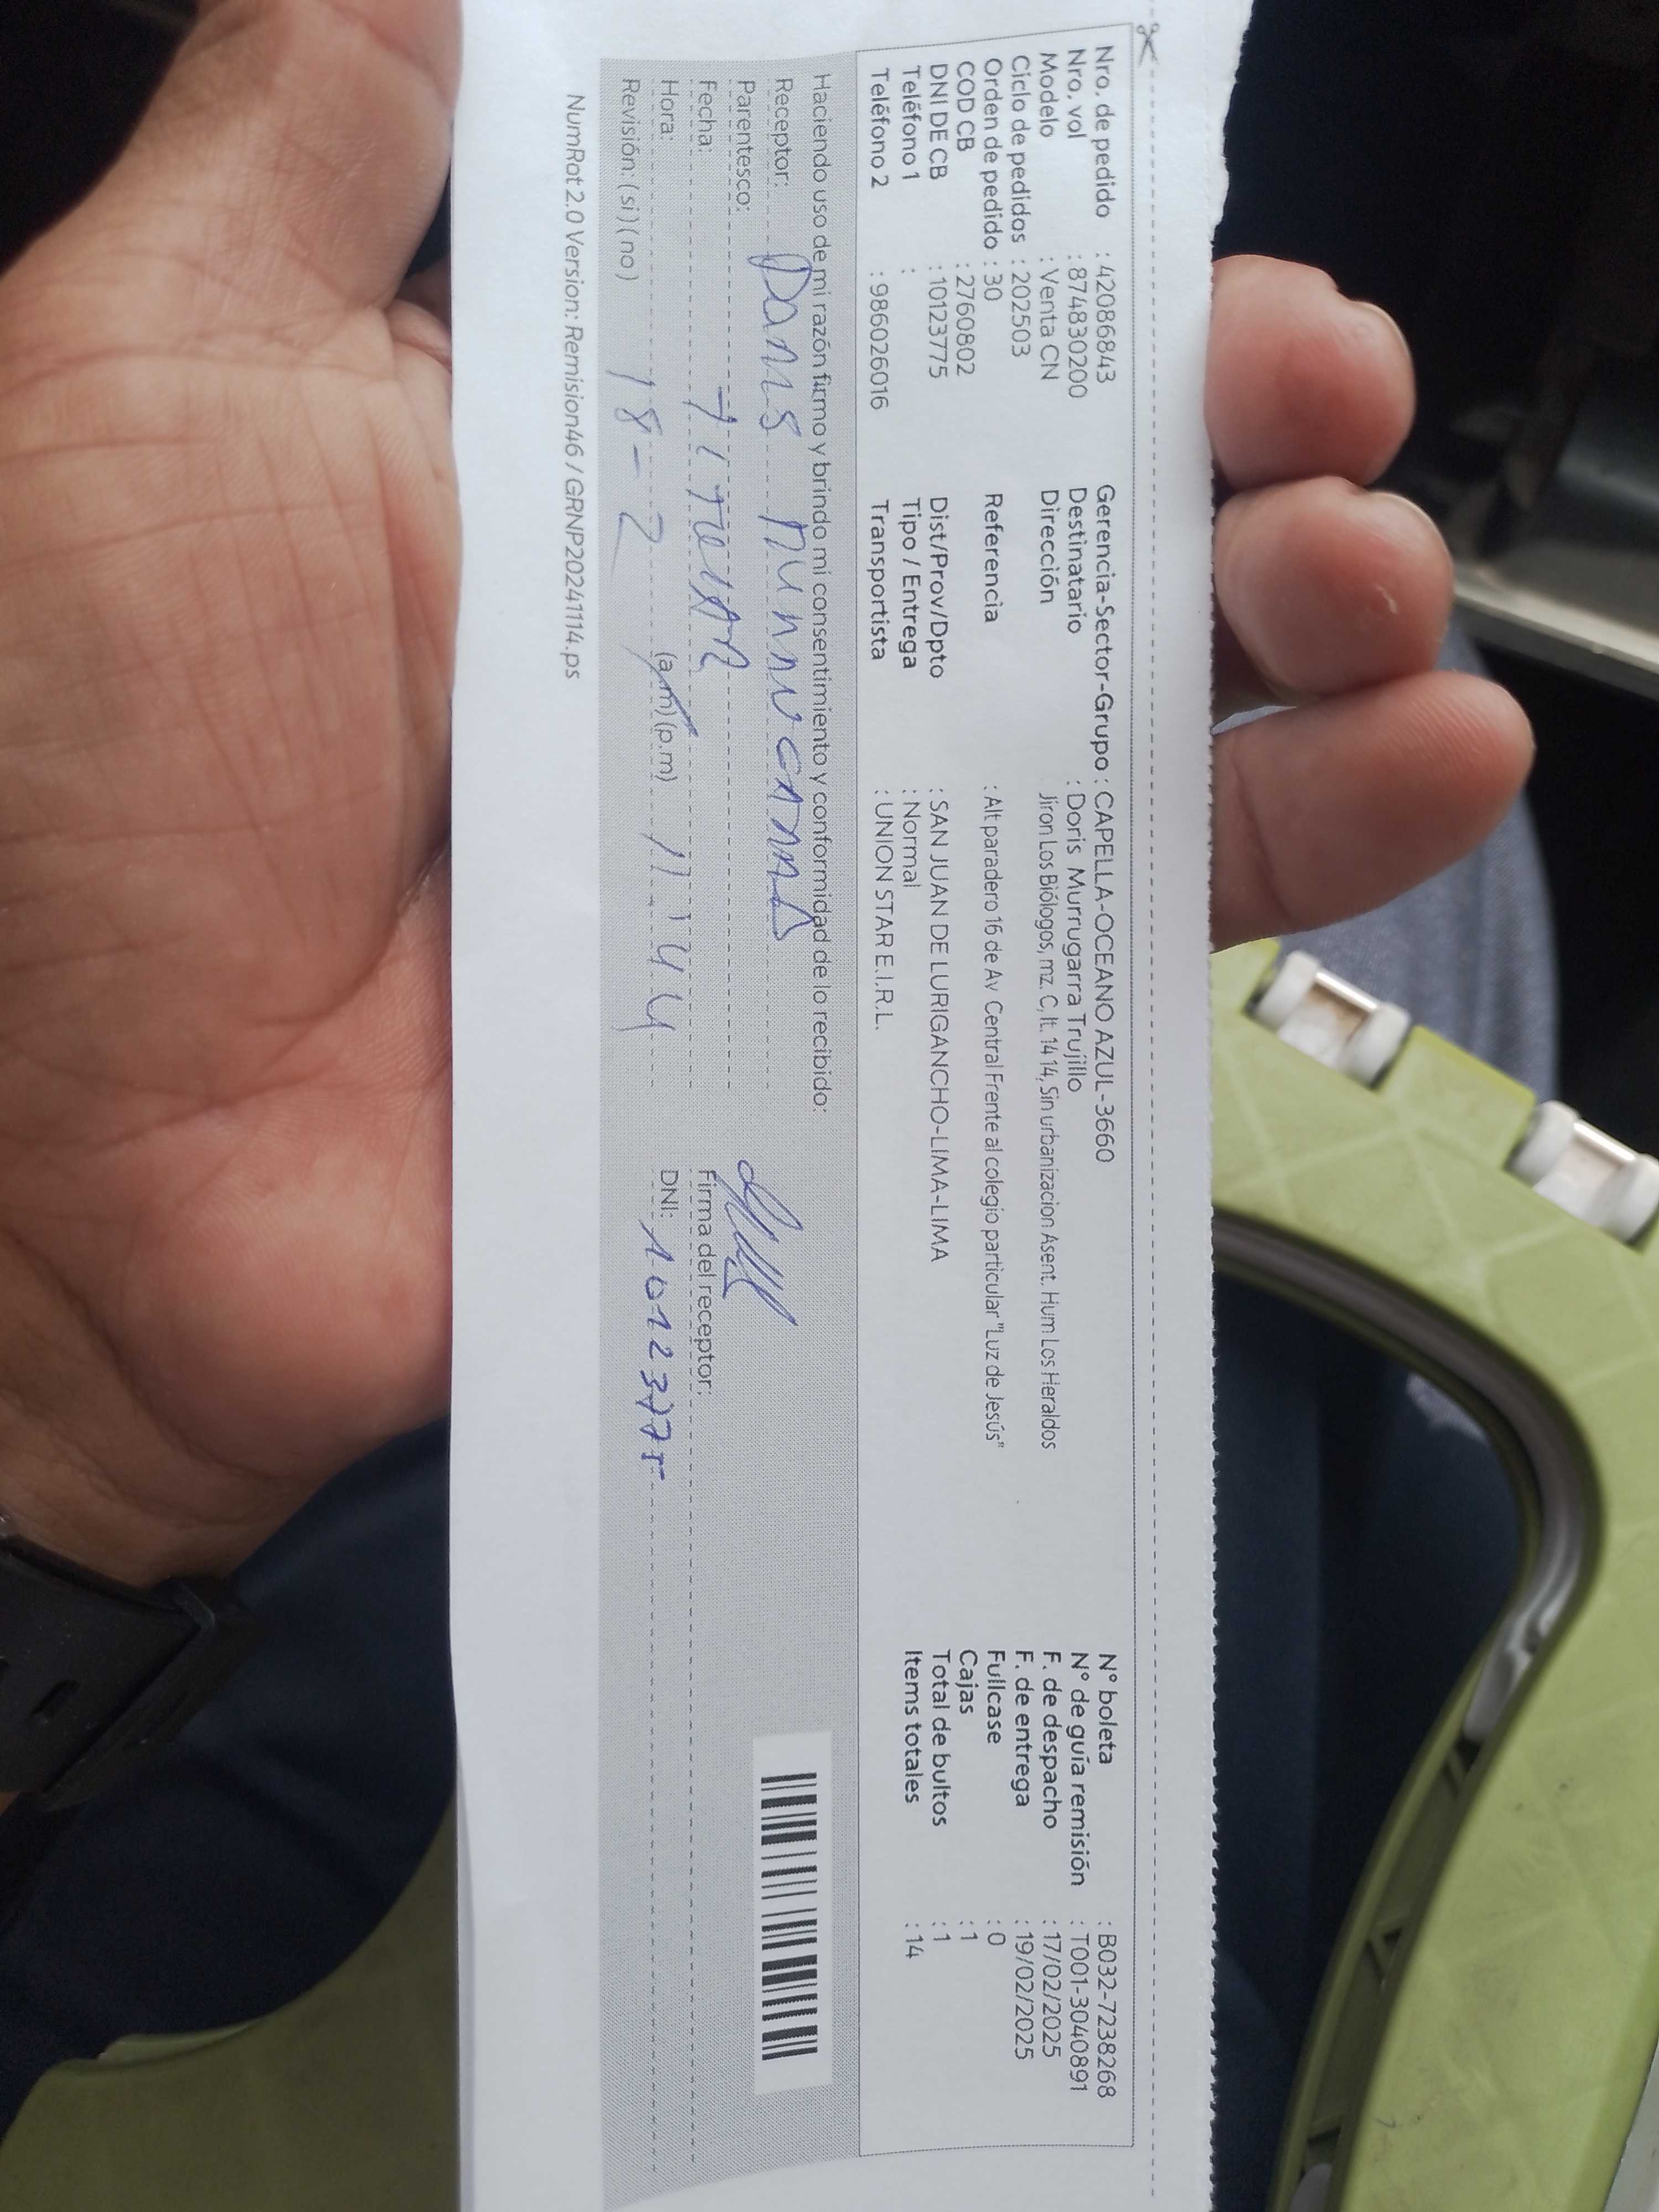 Nro. de pedido : 42086843
Nro. vol : 874830200
Modelo : Venta CN
Ciclo de pedidos : 202503
Orden de pedido : 30
COD CB : 27608802
DNI DE CB : 10123775
Teléfono 1 :
Teléfono 2 : 986026016
Gerencia-Sector-Grupo : CAPELLA-OCEANO AZUL-3660
Destinatario : Doris Murrugarra Trujillo
Dirección Jiron Los Biólogos, mz. C, lt. 14 14, Sin urbanizacion Asent. Hum Los Heraldos
Referencia : Alt paradero 16 de Av Central Frente al colegio particular "Luz de Jesús"
Dist/Prov/Dpto : SAN JUAN DE LURIGANCHO-LIMA-LIMA
Tipo / Entrega : Normal
Transportista : UNION STAR E.I.R.L.
N° boleta : B032-7238268
N° de guía remisión : T001-3040891
F. de despacho : 17/02/2025
F. de entrega : 19/02/2025
Fullcase : 0
Cajas : 1
Total de bultos : 1
Items totales : 14
Haciendo uso de mi razón firmo y brindo mi consentimiento y conformidad de lo recibido:
Receptor:
Parentesco:
Fecha:
Hora: (a.m) (p.m) 11:44
Revisión: (si) (no) 18-2
Firma del receptor:
DNI: 10123775
NumRot 2.0 Version: Remision46 / GRNP20241114.ps